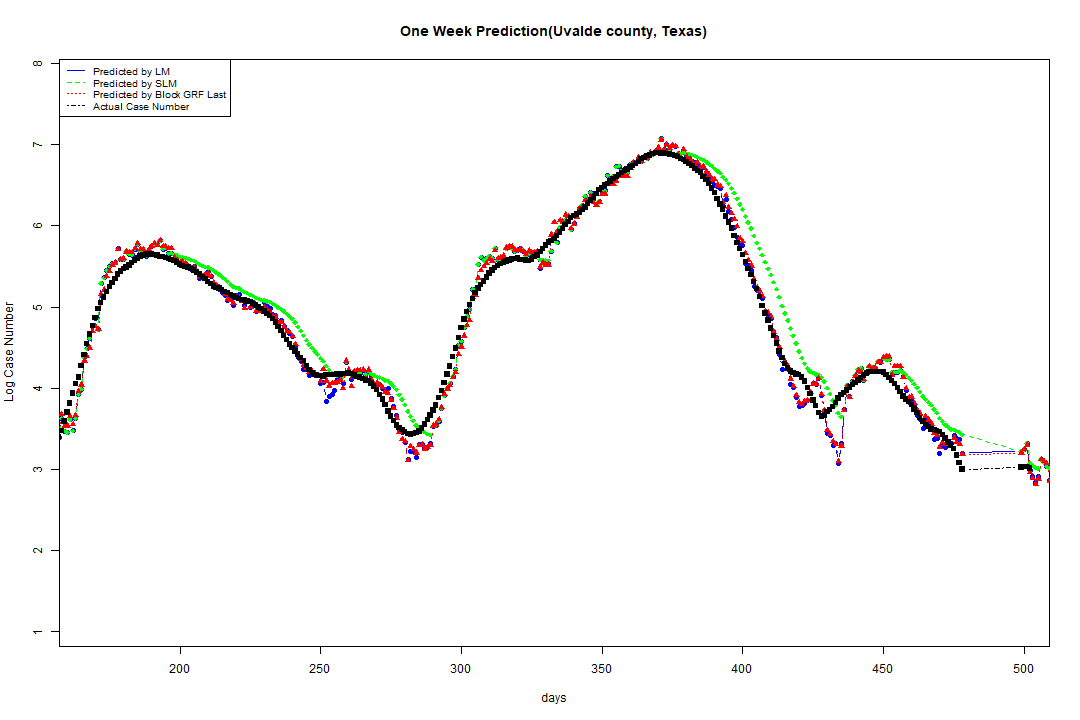 One Week Prediction(Uvalde county, Texas)
Predicted by LM
Predicted by SLM
Predicted by Block GRF Last
Actual Case Number
8
7
6
5
4
3
2
1
Log Case Number
200 250 300 350 400 450 500
days